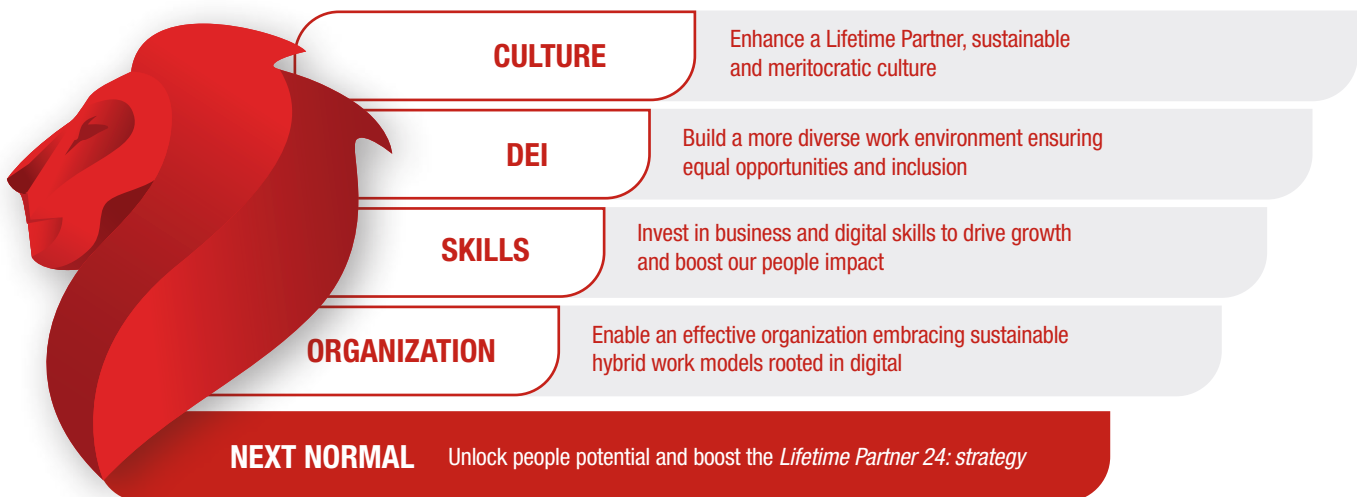 CULTURE
Enhance a Lifetime Partner, sustainable
and meritocratic culture
DEI
Build a more diverse work environment ensuring
equal opportunities and inclusion
SKILLS
Invest in business and digital skills to drive growth
and boost our people impact
ORGANIZATION
Enable an effective organization embracing sustainable
hybrid work models rooted in digital
NEXT NORMAL Unlock people potential and boost the Lifetime Partner 24: strategy